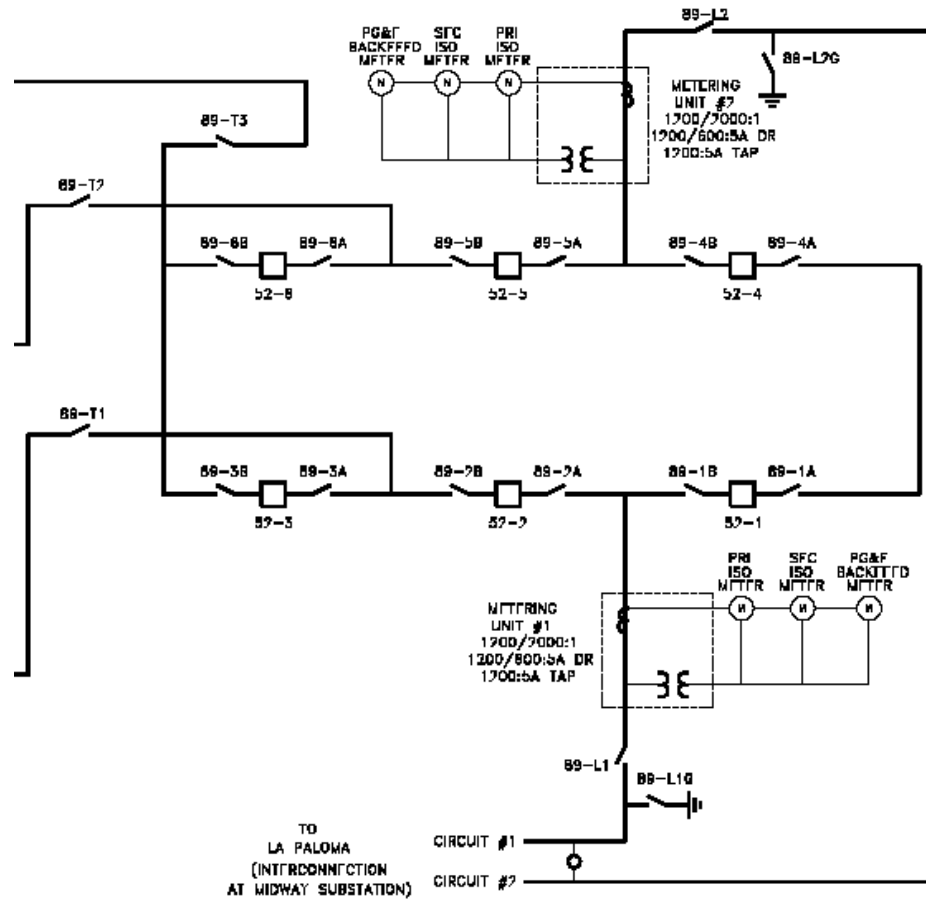 89-L2
PG&E SEC PRI
BACKFEED ISO ISO
METER METER METER
89-L2G
N N N
METERING
UNIT #2
1200/2000:1
1200/600:5A DR
1200:5A TAP
89-T3
89-T2
89-6B 89-6A 89-5B 89-5A 89-4B 89-4A
52-6 52-5 52-4
89-T1
89-3B 89-3A 89-2B 89-2A 89-1B 89-1A
52-3 52-2 52-1
PRI SEC PG&E
ISO ISO BACKFEED
METER METER METER
N N N
METERING
UNIT #1
1200/2000:1
1200/600:5A DR
1200:5A TAP
89-L1
89-L1G
TO
LA PALOMA
(INTERCONNECTION
AT MIDWAY SUBSTATION)
CIRCUIT #1
CIRCUIT #2